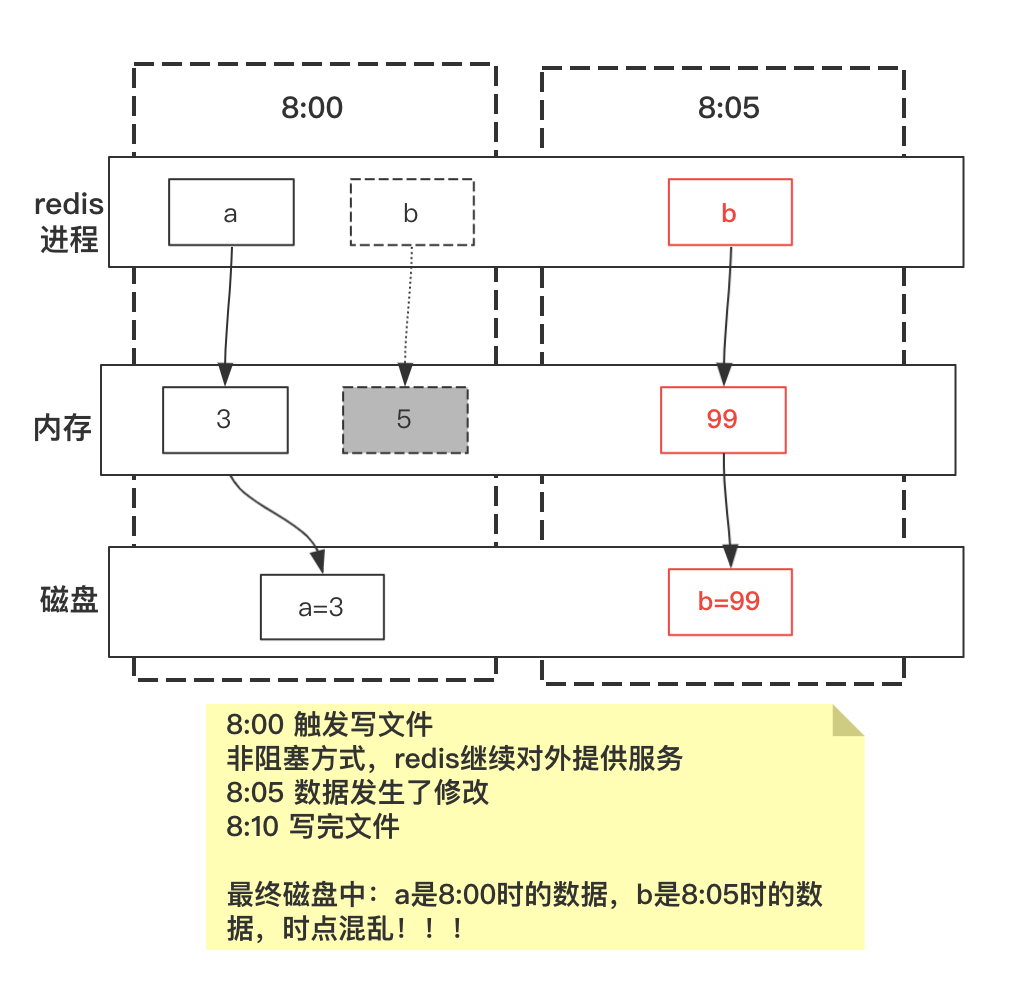 8:00
8:05
redis
进程
a
b
b
内存
3
5
99
磁盘
a=3
b=99
8:00 触发写文件
非阻塞方式，redis继续对外提供服务
8:05 数据发生了修改
8:10 写完文件
最终磁盘中：a是8:00时的数据，b是8:05时的数
据，时点混乱！！！